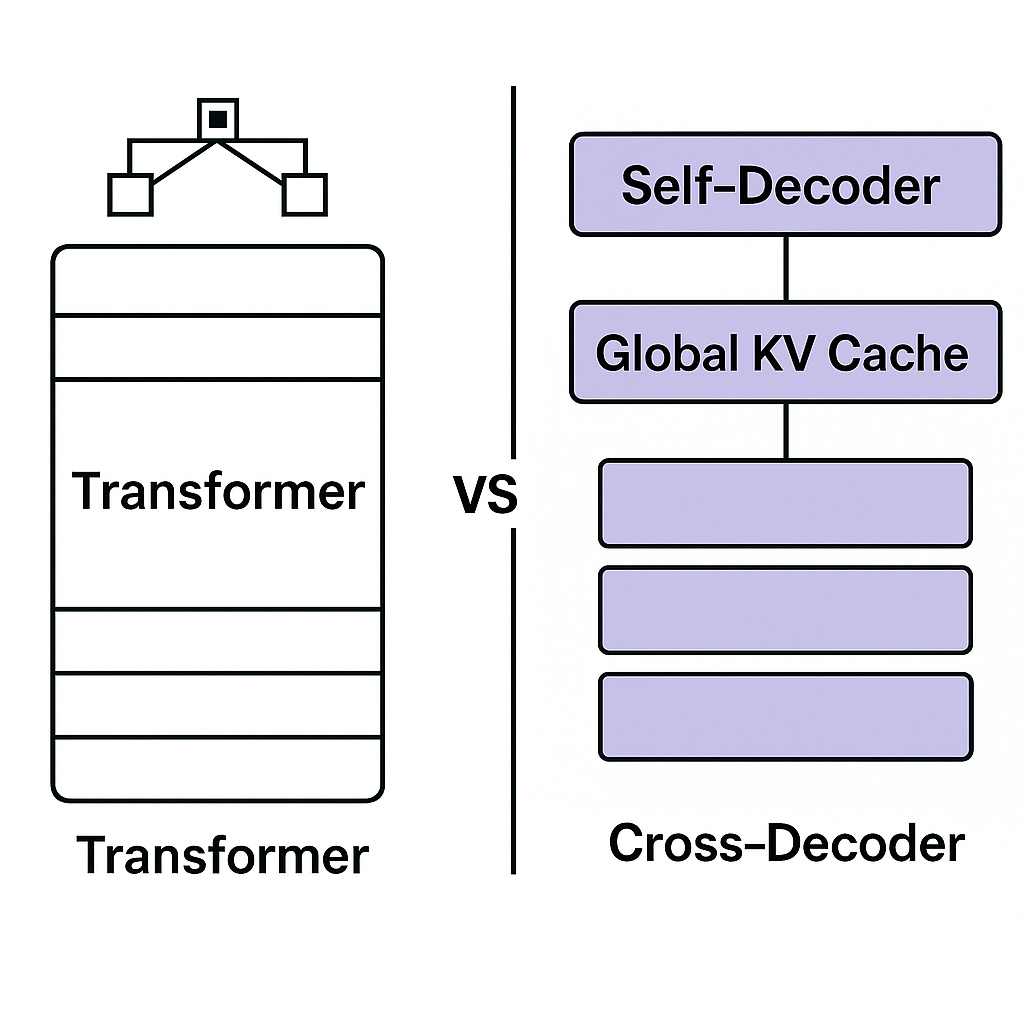 Transformer
Transformer
VS
Self-Decoder
Global KV Cache
Cross-Decoder